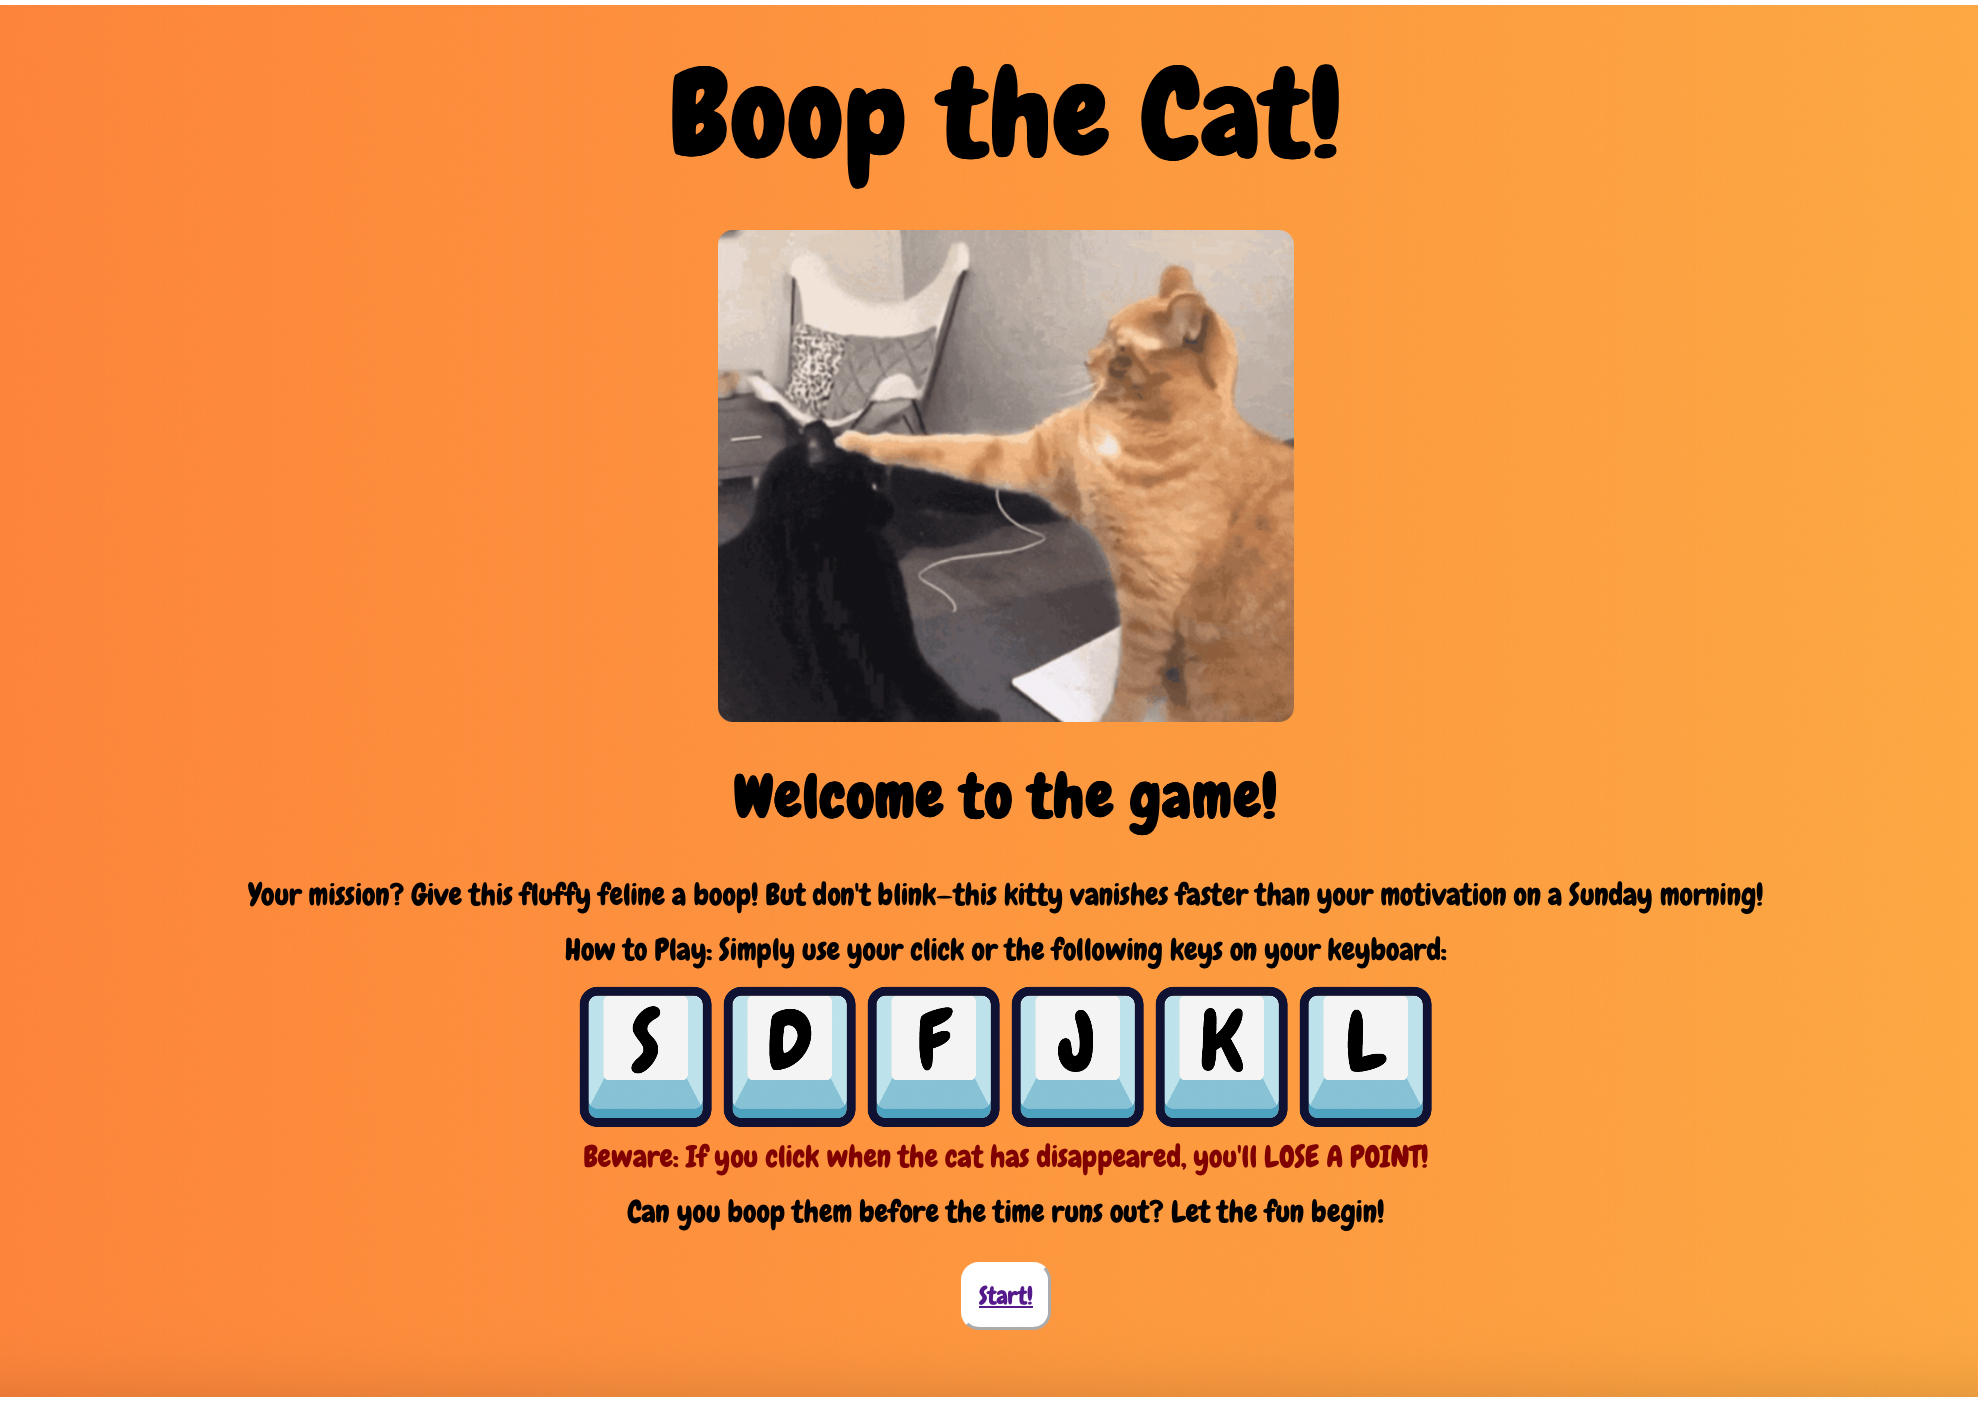 Boop the Cat!
Welcome to the game!
Your mission? Give this fluffy feline a boop! But don't blink—this kitty vanishes faster than your motivation on a Sunday morning!
How to Play: Simply use your click or the following keys on your keyboard:
S D F J K L
Beware: If you click when the cat has disappeared, you'll LOSE A POINT!
Can you boop them before the time runs out? Let the fun begin!
Start!